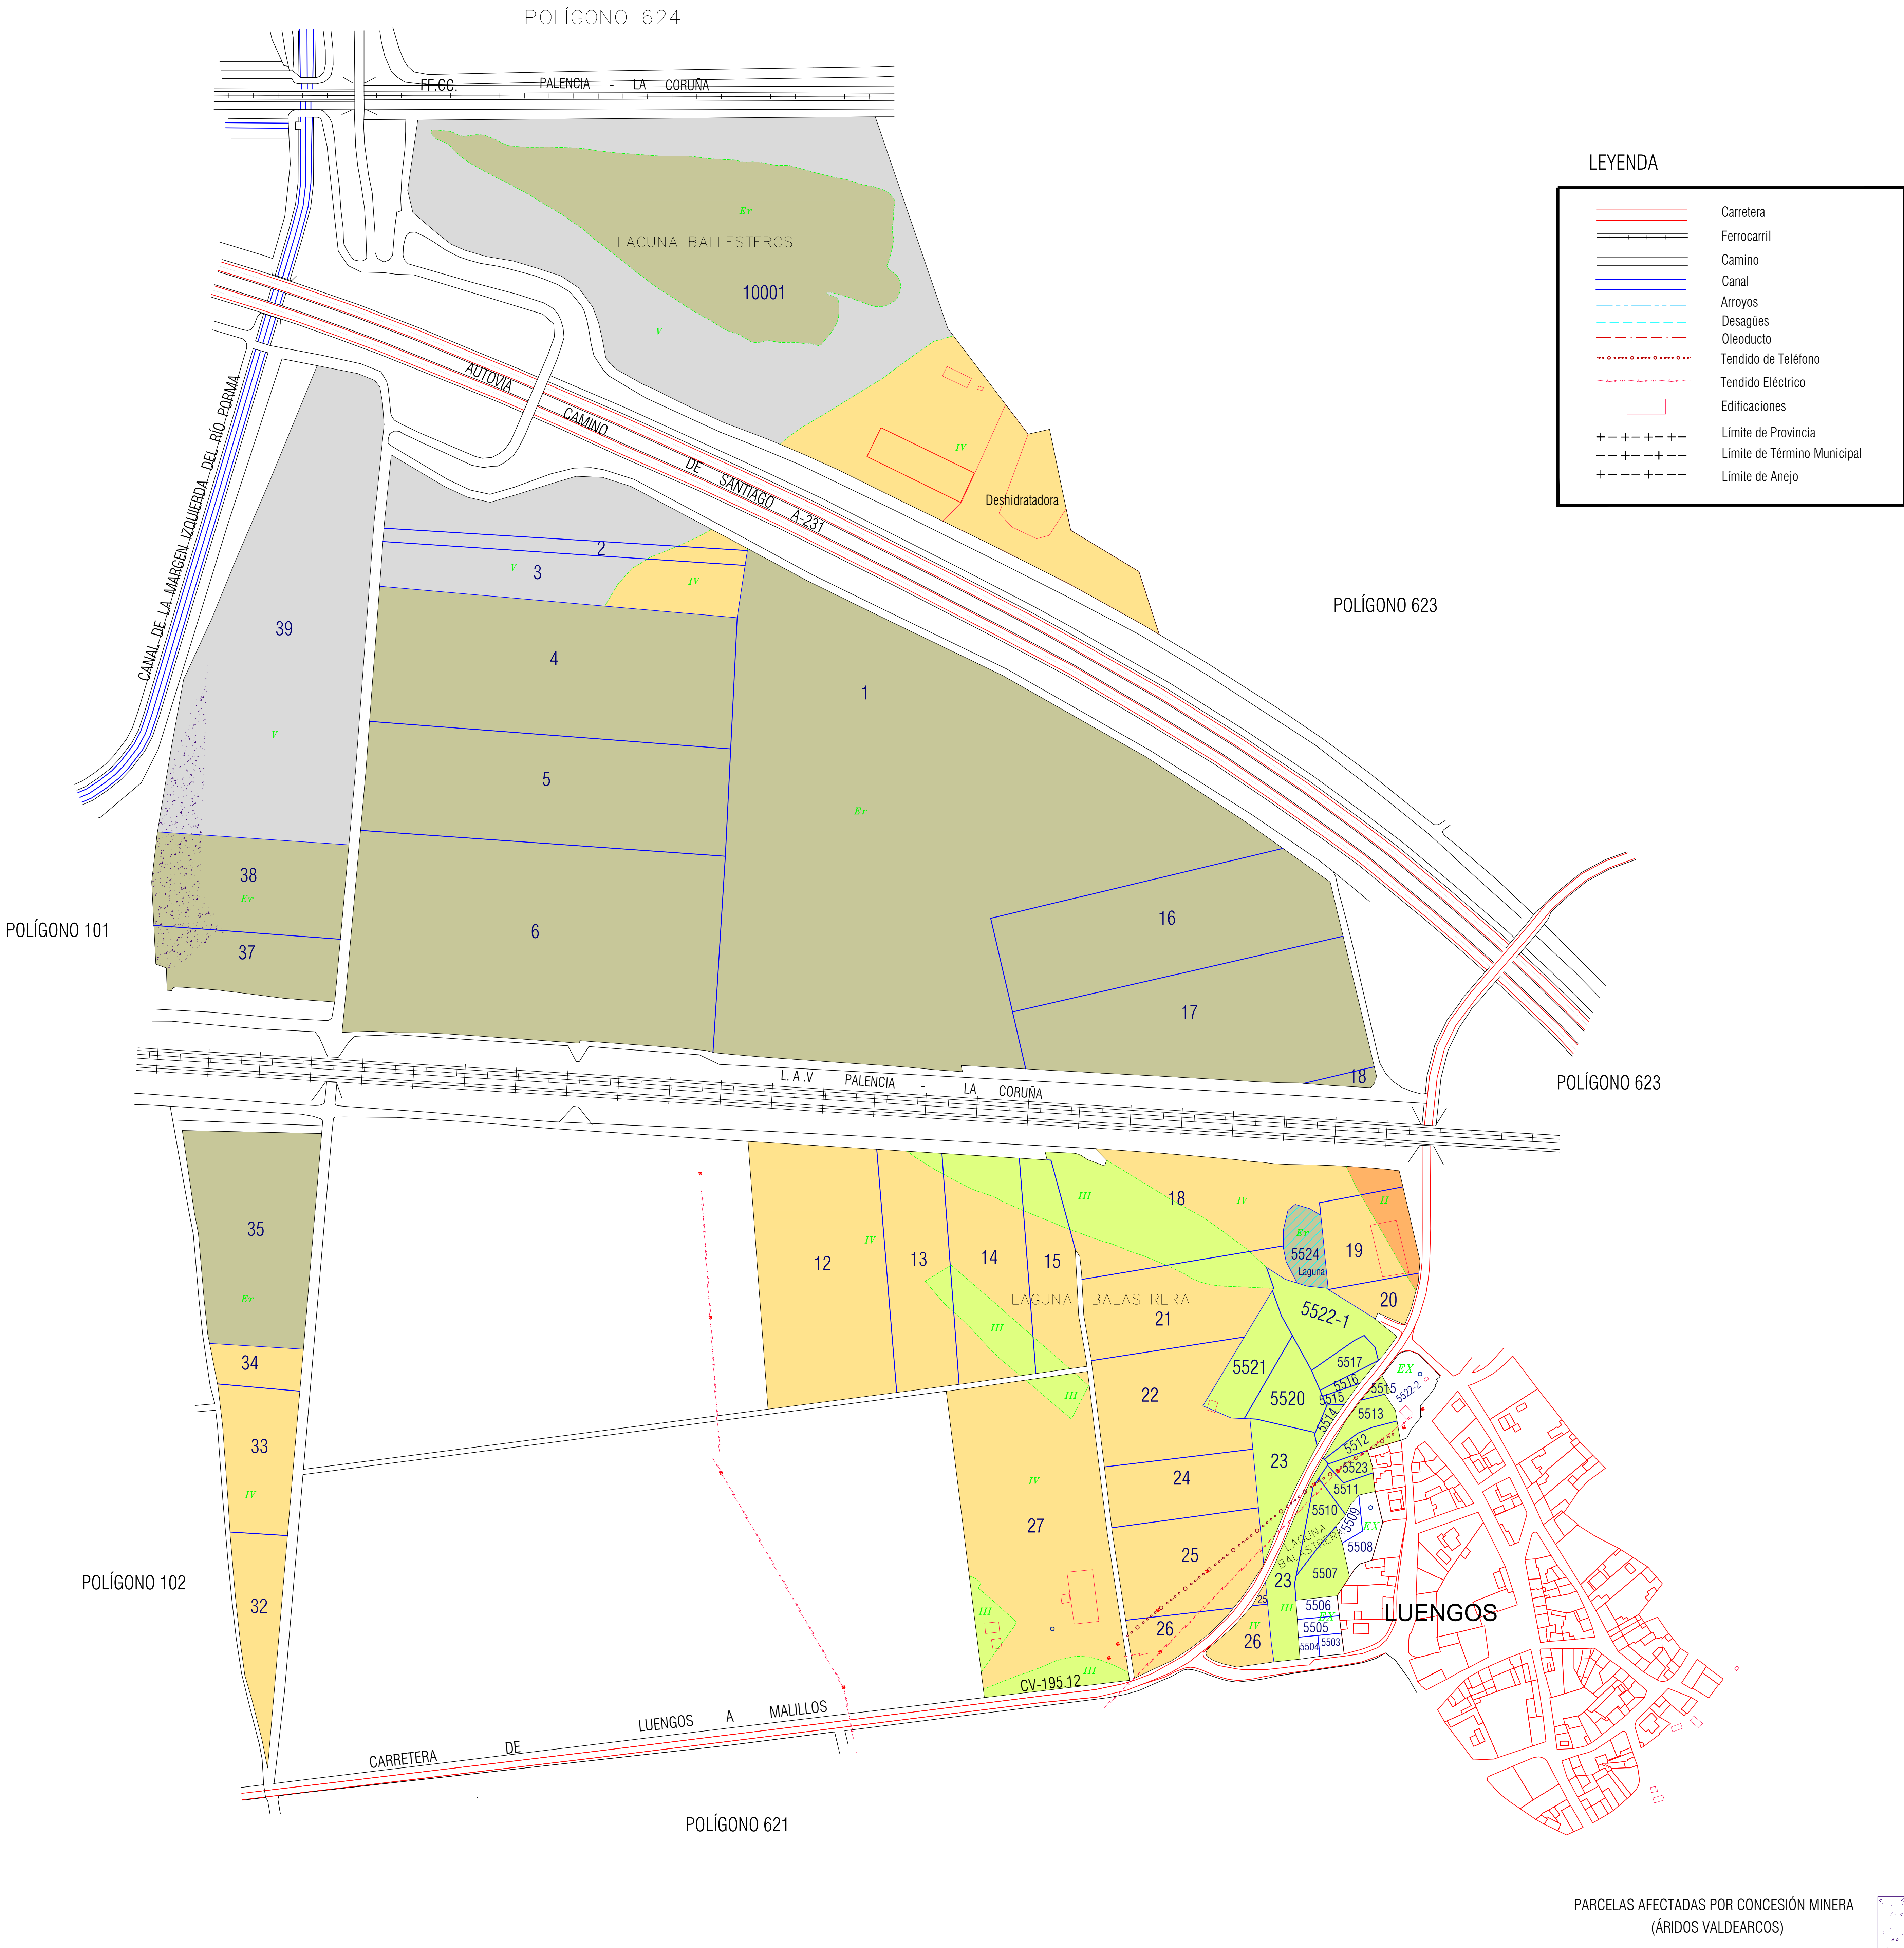 POLÍGONO 624
FF.CC. PALENCIA - LA CORUÑA
LEYENDA
Carretera
Ferrocarril
Camino
Canal
Arroyos
Desagües
Oleoducto
Tendido de Teléfono
Tendido Eléctrico
Edificaciones
Límite de Provincia
Límite de Término Municipal
Límite de Anejo
Er
LAGUNA BALLESTEROS
10001
V
AUTOVIA CAMINO DE SANTIAGO A-231
CANAL DE LA MARGEN IZQUIERDA DEL RÍO PORMA
IV
Deshidratadora
2
3
V
IV
POLÍGONO 623
39
4
1
V
5
Er
38
Er
37
6
16
17
18
POLÍGONO 101
POLÍGONO 623
L.A.V PALENCIA - LA CORUÑA
35
Er
34
33
IV
32
POLÍGONO 102
12
IV
13
14
15
III
18
IV
II
Er
5524
Laguna
19
20
LAGUNA BALASTRERA
21
III
III
22
5522-1
5521
5520
5517
5516
5515
5514
EX
5515
5522-2
5513
5512
5523
5511
5510
5509
5508
EX
23
24
IV
27
25
LAGUNA
BALASTRERA
5507
23
25
III
5506
EX
5505
5504
5503
LUENGOS
III
26
IV
26
III
CV-195.12
CARRETERA DE LUENGOS A MALILLOS
POLÍGONO 621
PARCELAS AFECTADAS POR CONCESIÓN MINERA
(ÁRIDOS VALDEARCOS)